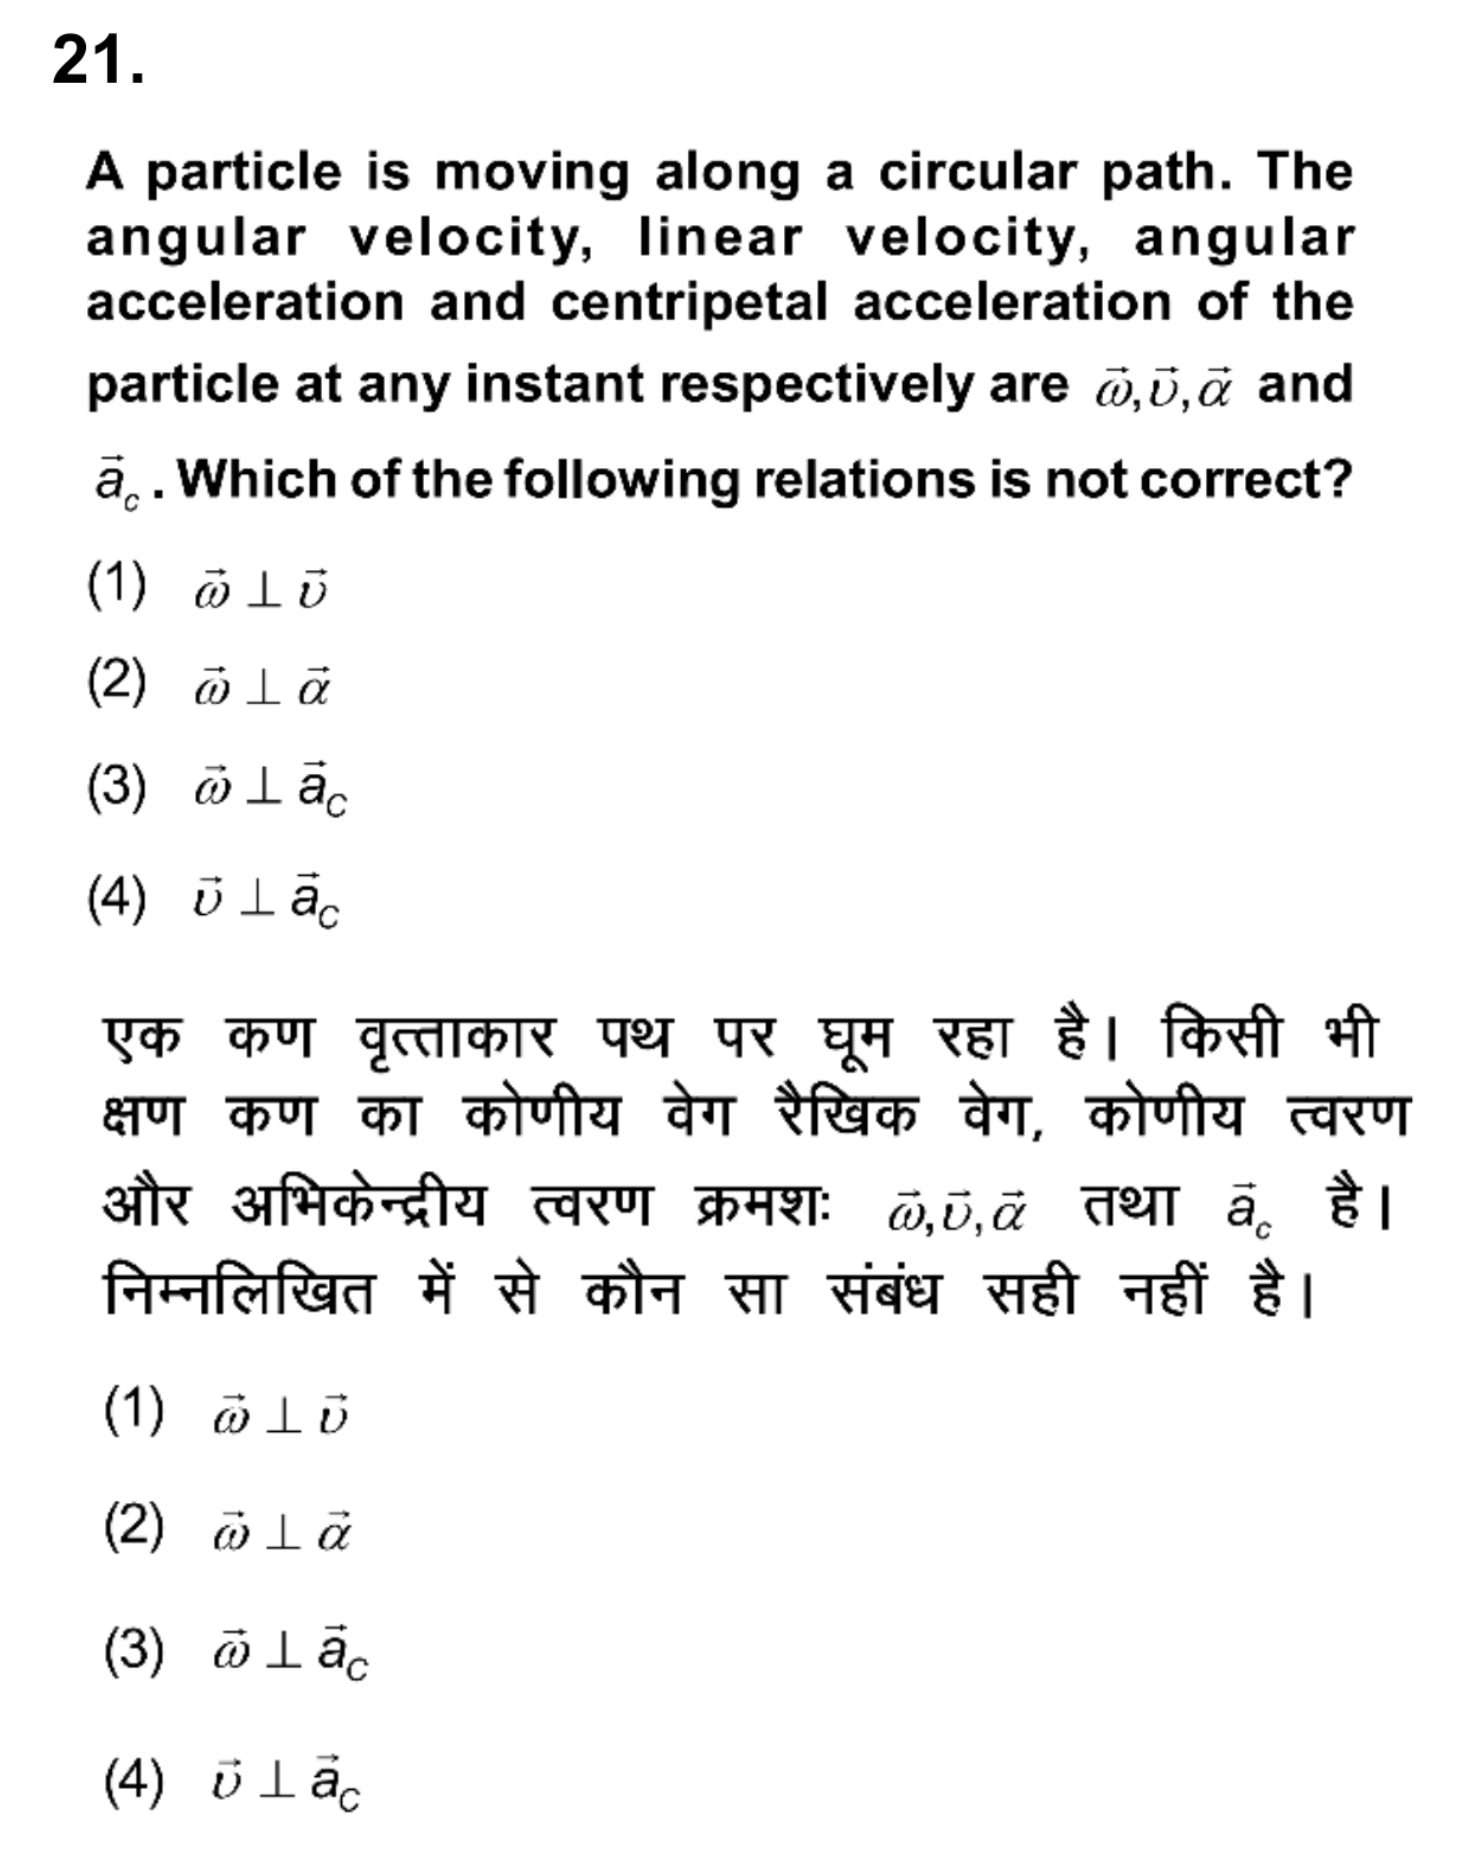 21.
A particle is moving along a circular path. The
angular velocity, linear velocity, angular
acceleration and centripetal acceleration of the
particle at any instant respectively are $\vec{\omega},\vec{\upsilon},\vec{\alpha}$ and
$\vec{a}_c$. Which of the following relations is not correct?
(1) $\vec{\omega} \perp \vec{\upsilon}$
(2) $\vec{\omega} \perp \vec{\alpha}$
(3) $\vec{\omega} \perp \vec{a}_C$
(4) $\vec{\upsilon} \perp \vec{a}_C$
एक कण वृत्ताकार पथ पर घूम रहा है। किसी भी
क्षण कण का कोणीय वेग रैखिक वेग, कोणीय त्वरण
और अभिकेन्द्रीय त्वरण क्रमशः $\vec{\omega},\vec{\upsilon},\vec{\alpha}$ तथा $\vec{a}_c$ है।
निम्नलिखित में से कौन सा संबंध सही नहीं है।
(1) $\vec{\omega} \perp \vec{\upsilon}$
(2) $\vec{\omega} \perp \vec{\alpha}$
(3) $\vec{\omega} \perp \vec{a}_C$
(4) $\vec{\upsilon} \perp \vec{a}_C$